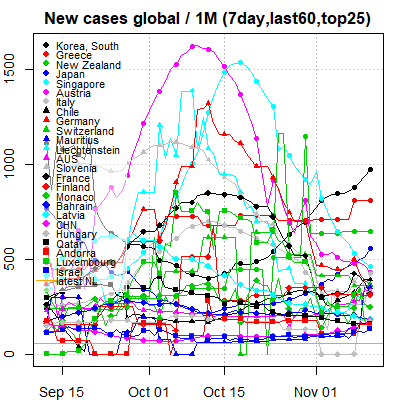 New cases global / 1M (7day,last60,top25)
1500
1000
500
0
Korea, South
Greece
New Zealand
Japan
Singapore
Austria
Italy
Chile
Germany
Switzerland
Mauritius
Liechtenstein
AUS
Slovenia
France
Finland
Monaco
Bahrain
Latvia
CHN
Hungary
Qatar
Andorra
Luxembourg
Israel
latest NL
Sep 15
Oct 01
Oct 15
Nov 01